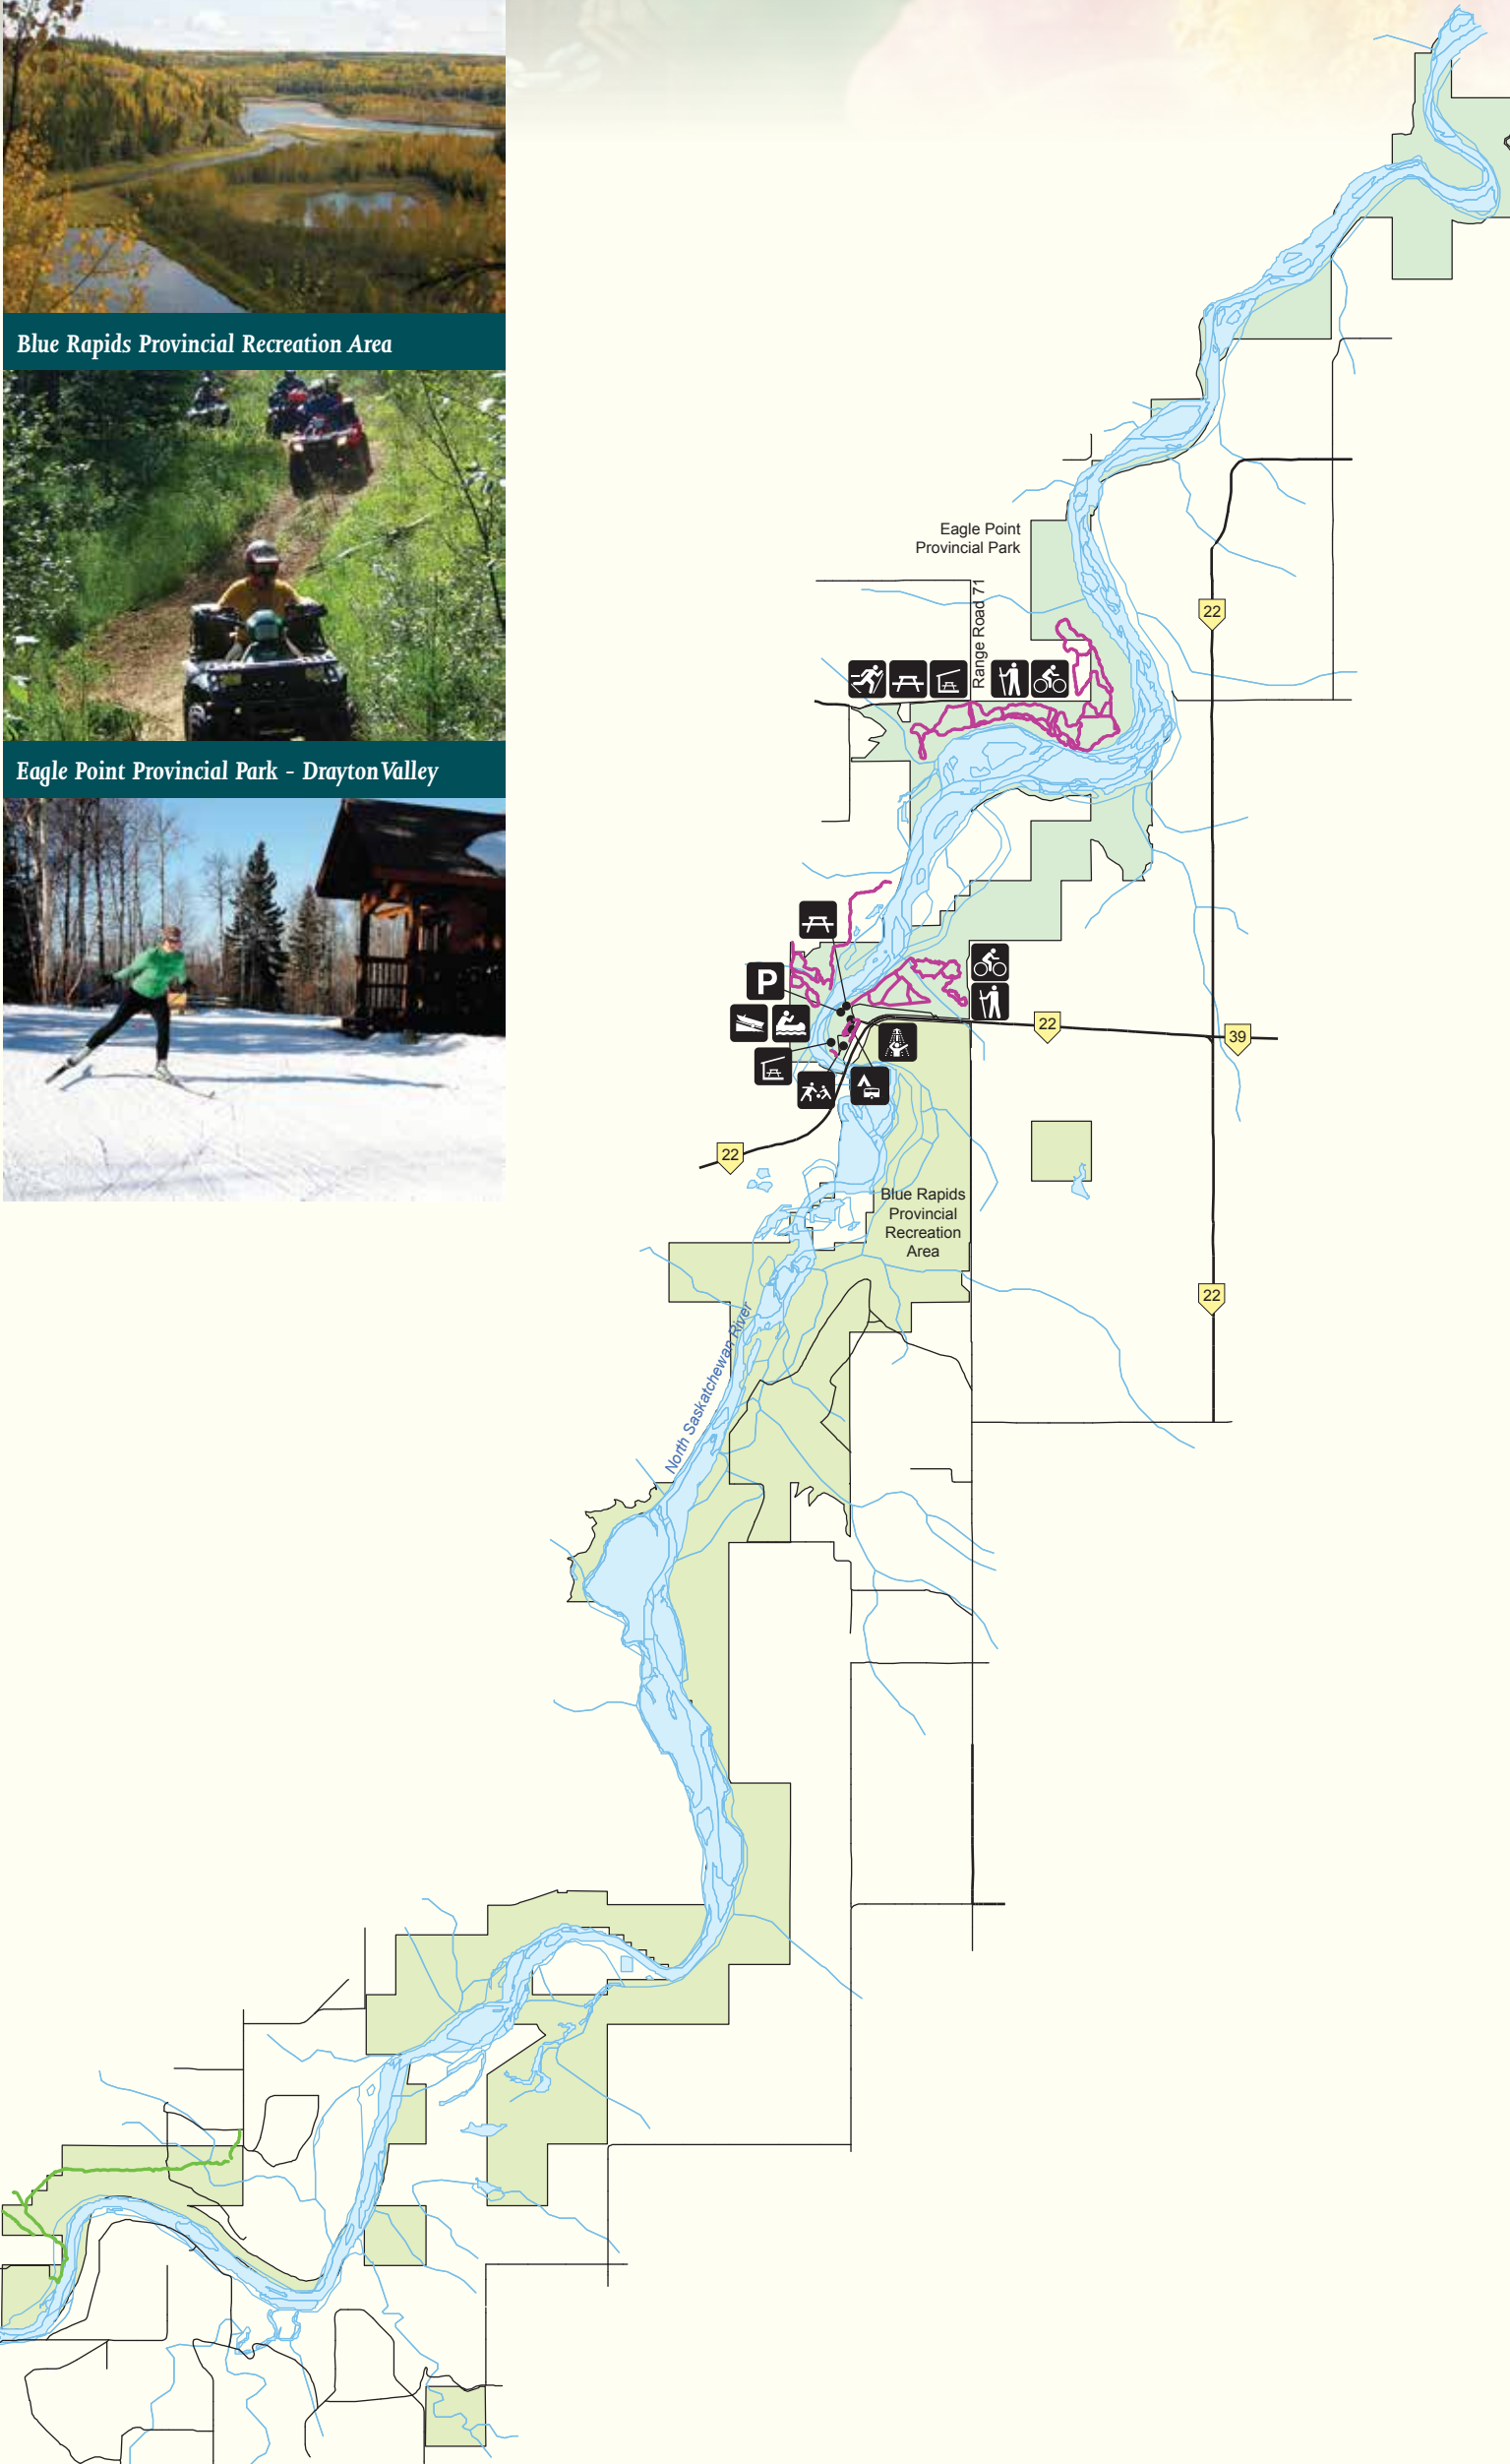 Blue Rapids Provincial Recreation Area
Eagle Point Provincial Park - Drayton Valley
Eagle Point
Provincial Park
Range Road 71
22
P
22
39
22
Blue Rapids
Provincial
Recreation
Area
22
North Saskatchewan River